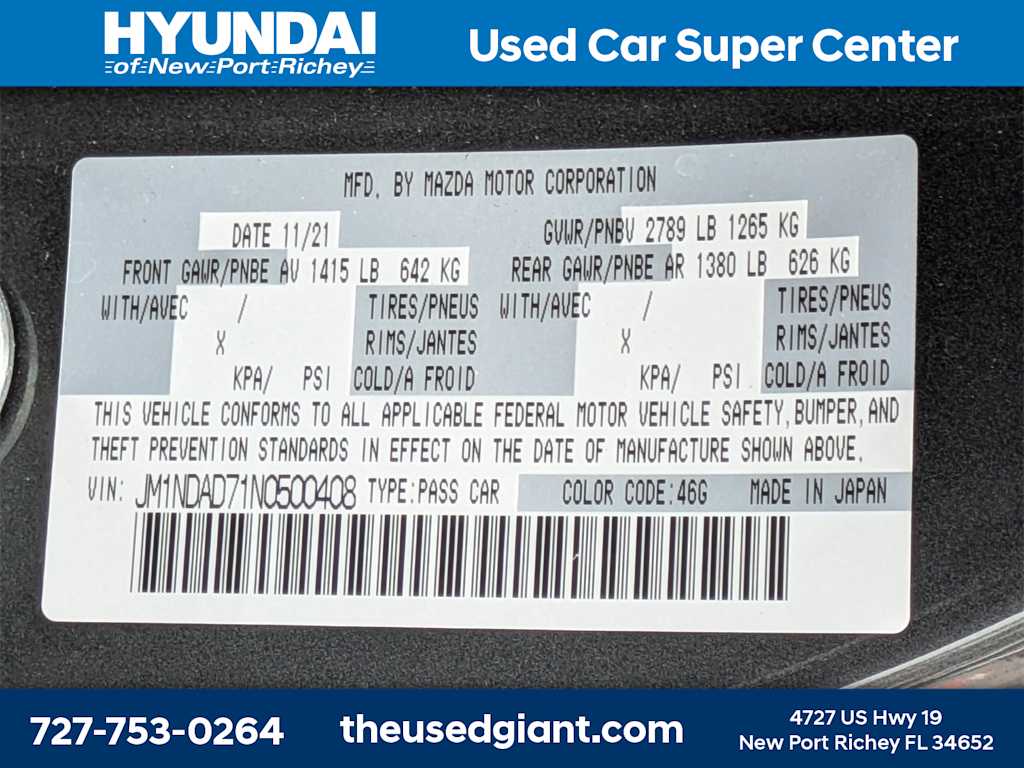 HYUNDAI
of New Port Richey
Used Car Super Center
MFD. BY MAZDA MOTOR CORPORATION
DATE 11/21 GVWR/PNBV 2789 LB 1265 KG
FRONT GAWR/PNBE AV 1415 LB 642 KG REAR GAWR/PNBE AR 1380 LB 626 KG
WITH/AVEC / TIRES/PNEUS WITH/AVEC / TIRES/PNEUS
X RIMS/JANTES X RIMS/JANTES
KPA/ PSI COLD/A FROID KPA/ PSI COLD/A FROID
THIS VEHICLE CONFORMS TO ALL APPLICABLE FEDERAL MOTOR VEHICLE SAFETY, BUMPER, AND
THEFT PREVENTION STANDARDS IN EFFECT ON THE DATE OF MANUFACTURE SHOWN ABOVE.
VIN: JM1NDAD71N0500408 TYPE:PASS CAR COLOR CODE:46G MADE IN JAPAN
727-753-0264
theusedgiant.com
4727 US Hwy 19
New Port Richey FL 34652